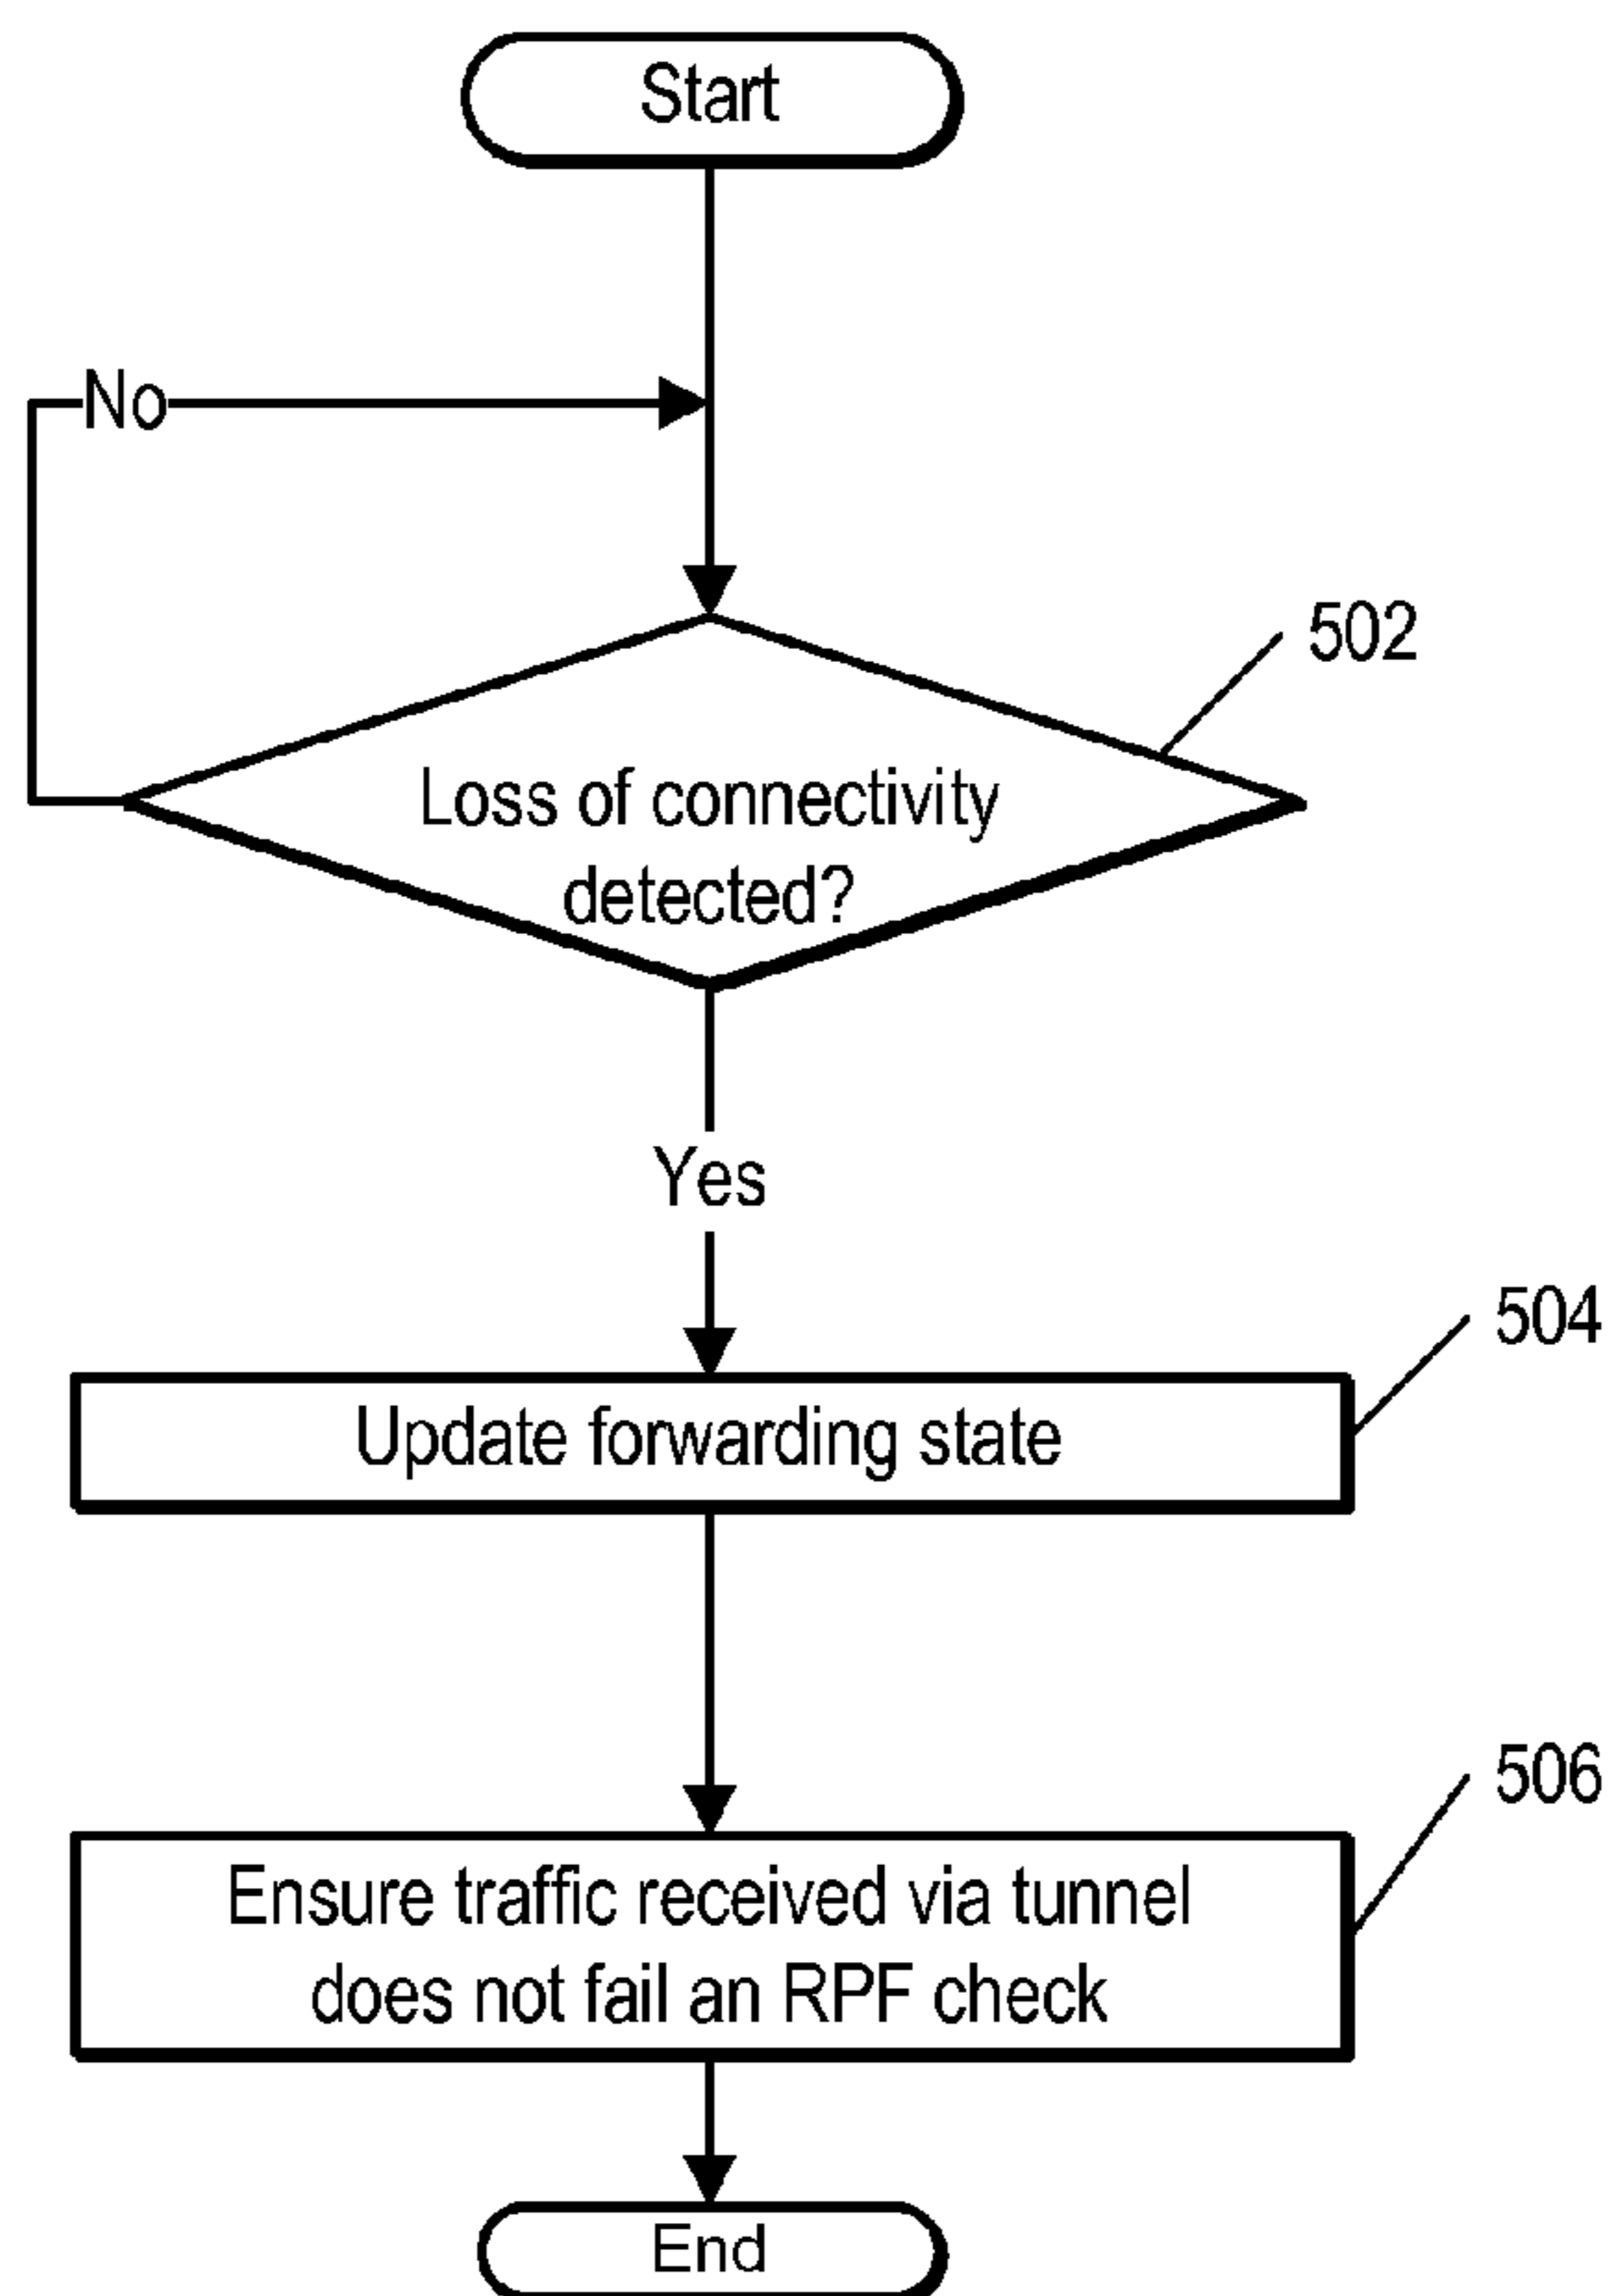 Start
No
502
Loss of connectivity
detected?
Yes
504
Update forwarding state
506
Ensure traffic received via tunnel
does not fail an RPF check
End